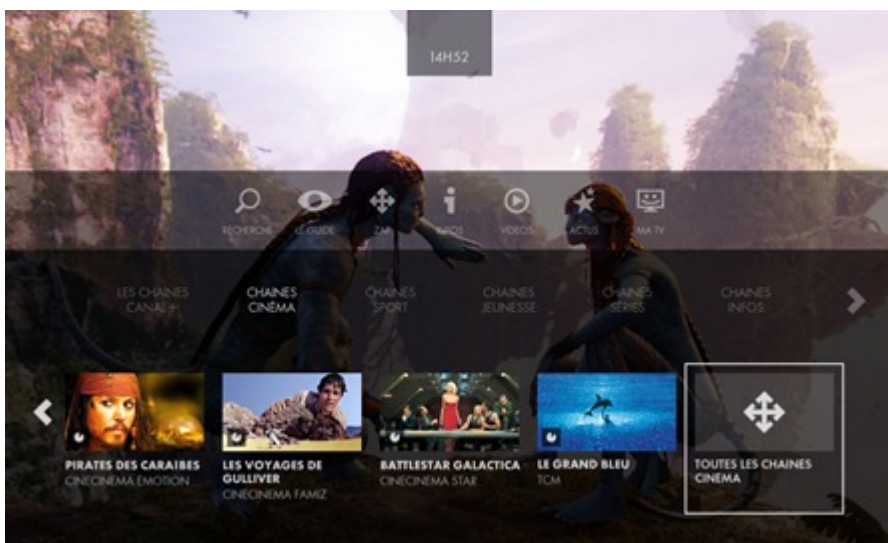 14H52
RECHERCHE LE GUIDE ZAP INFOS VIDEOS ACTUS MA TV
LES CHAINES CANAL +
CHAINES CINÉMA
CHAINES SPORT
CHAINES JEUNESSE
CHAINES SÉRIES
CHAINES INFOS
PIRATES DES CARAIBES
CINECINEMA EMOTION
LES VOYAGES DE
GULLIVER
CINECINEMA FAMIZ
BATTLESTAR GALACTICA
CINECINEMA STAR
LE GRAND BLEU
TCM
TOUTES LES CHAINES
CINEMA